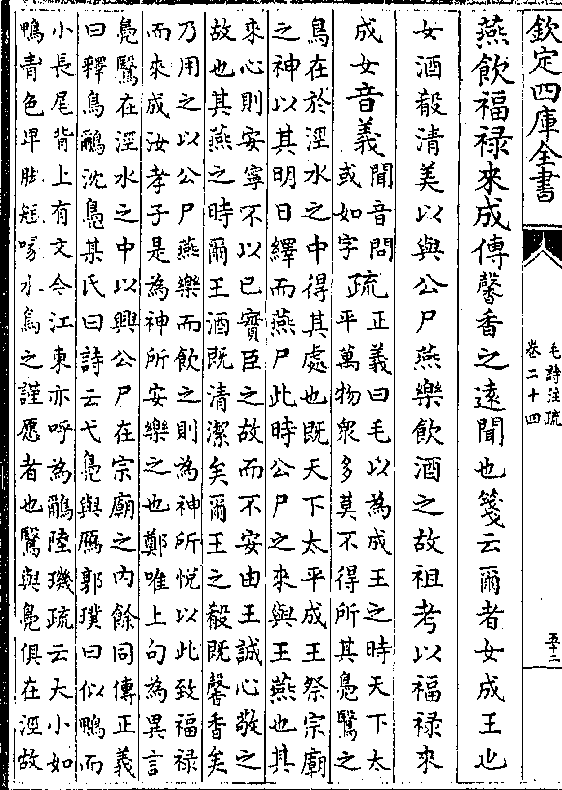 欽定四庫全書
毛詩注疏
卷二十四
五十二
燕飲福禄來成傳馨香之逺聞也箋云爾者女成王也
女酒殽清美以與公尸燕樂飲酒之故祖考以福禄來
成女音義
聞音問
或如字
疏
正義曰毛以為成王之時天下太
平萬物衆多莫不得所其鳬鷖之
鳥在於涇水之中得其處也既天下太平成王祭宗廟
之神以其明日繹而燕尸此時公尸之來與王燕也其
來心則安寧不以已實臣之故而不安由王誠心敬之
故也其燕之時爾王酒既清潔矣爾王之殽既馨香矣
乃用之以公尸燕樂而飲之則為神所悦以此致福禄
而來成汝孝子是為神所安樂之也鄭唯上句為異言
鳬鷖在涇水之中以興公尸在宗廟之内餘同傳正義
曰釋鳥鸍沈鳬某氏曰詩云弋鳬與鴈郭璞曰似鴨而
小長尾背上有文今江東亦呼為鸍陸璣疏云大小如
鴨青色卑脚短喙水鳥之謹愿者也鷖與鳬俱在涇故